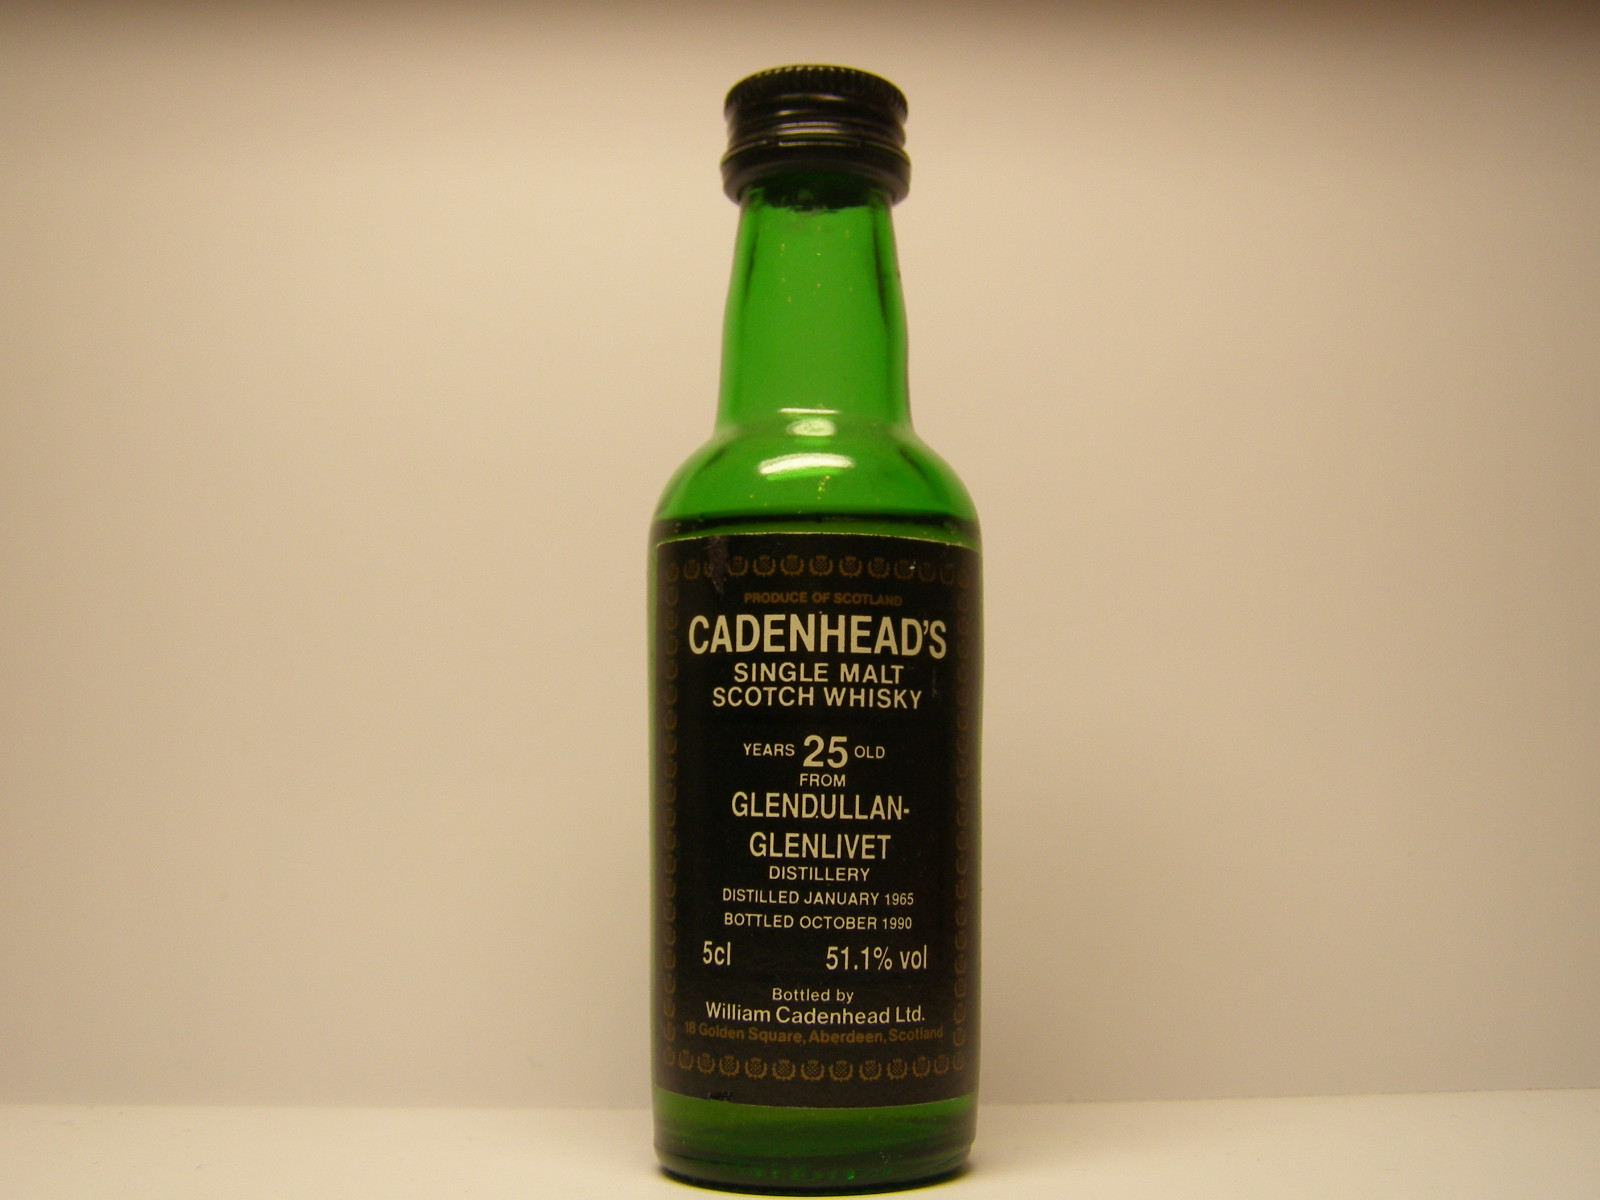 PRODUCE OF SCOTLAND
CADENHEAD'S
SINGLE MALT
SCOTCH WHISKY
YEARS 25 OLD
FROM
GLENDULLAN-
GLENLIVET
DISTILLERY
DISTILLED JANUARY 1965
BOTTLED OCTOBER 1990
5cl 51.1% vol
Bottled by
William Cadenhead Ltd.
18 Golden Square, Aberdeen, Scotland